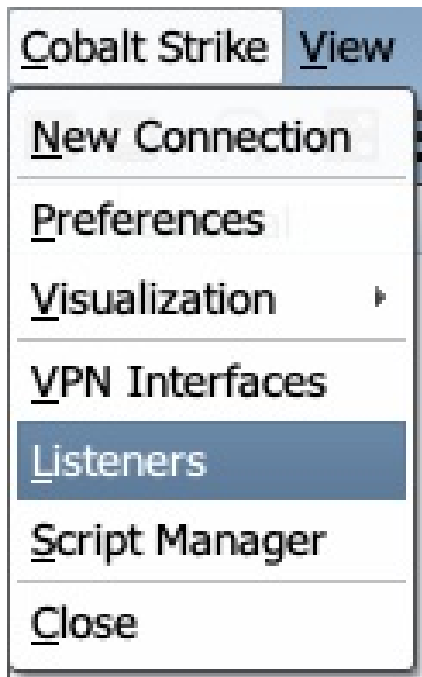 Cobalt Strike View
New Connection
Preferences
Visualization
VPN Interfaces
Listeners
Script Manager
Close